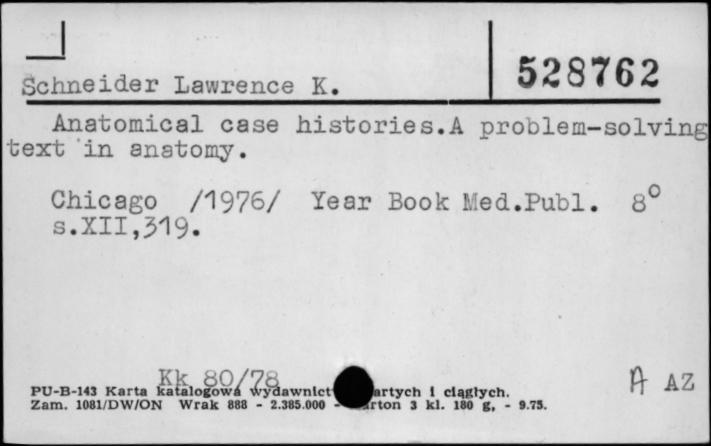 Schneider Lawrence K. 528762
Anatomical case histories.A problem-solving
text in anatomy.
Chicago /1976/ Year Book Med.Publ. 8°
s.XII,319.
Kk 80/78
A AZ
PU-B-143 Karta katalogowa wydawnict artych i ciągłych.
Zam. 1081/DW/ON Wrak 888 - 2.385.000 - rton 3 kl. 180 g, - 9.75.